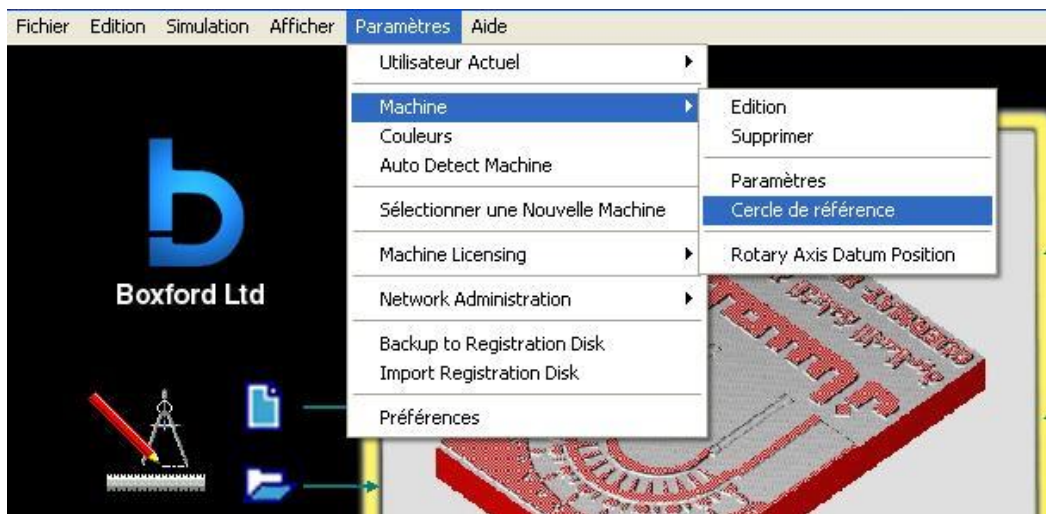 Fichier Edition Simulation Afficher Paramètres Aide
Utilisateur Actuel
Machine
Couleurs
Auto Detect Machine
Sélectionner une Nouvelle Machine
Machine Licensing
Network Administration
Backup to Registration Disk
Import Registration Disk
Préférences
Edition
Supprimer
Paramètres
Cercle de référence
Rotary Axis Datum Position
Boxford Ltd